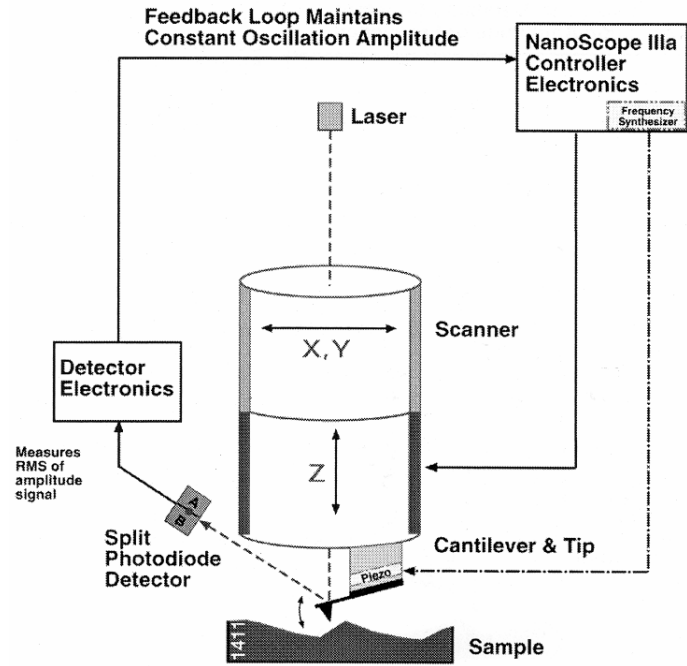 Feedback Loop Maintains
Constant Oscillation Amplitude
NanoScope IIIa
Controller
Electronics
Frequency
Synthesizer
Laser
X, Y
Scanner
Detector
Electronics
Measures
RMS of
amplitude
signal
Z
A
B
Split
Photodiode
Detector
Cantilever & Tip
Piezo
1411
Sample